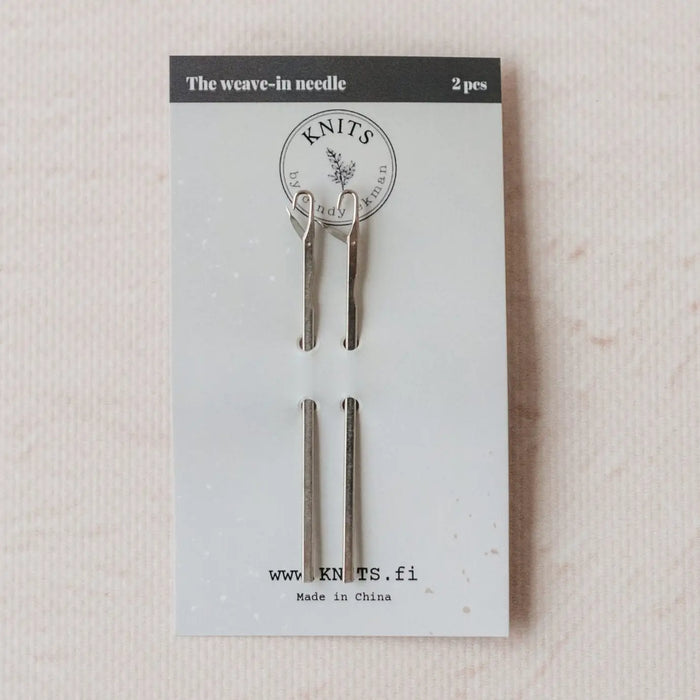 The weave-in needle 2 pcs
KNITS
www.KNITS.fi
Made in China